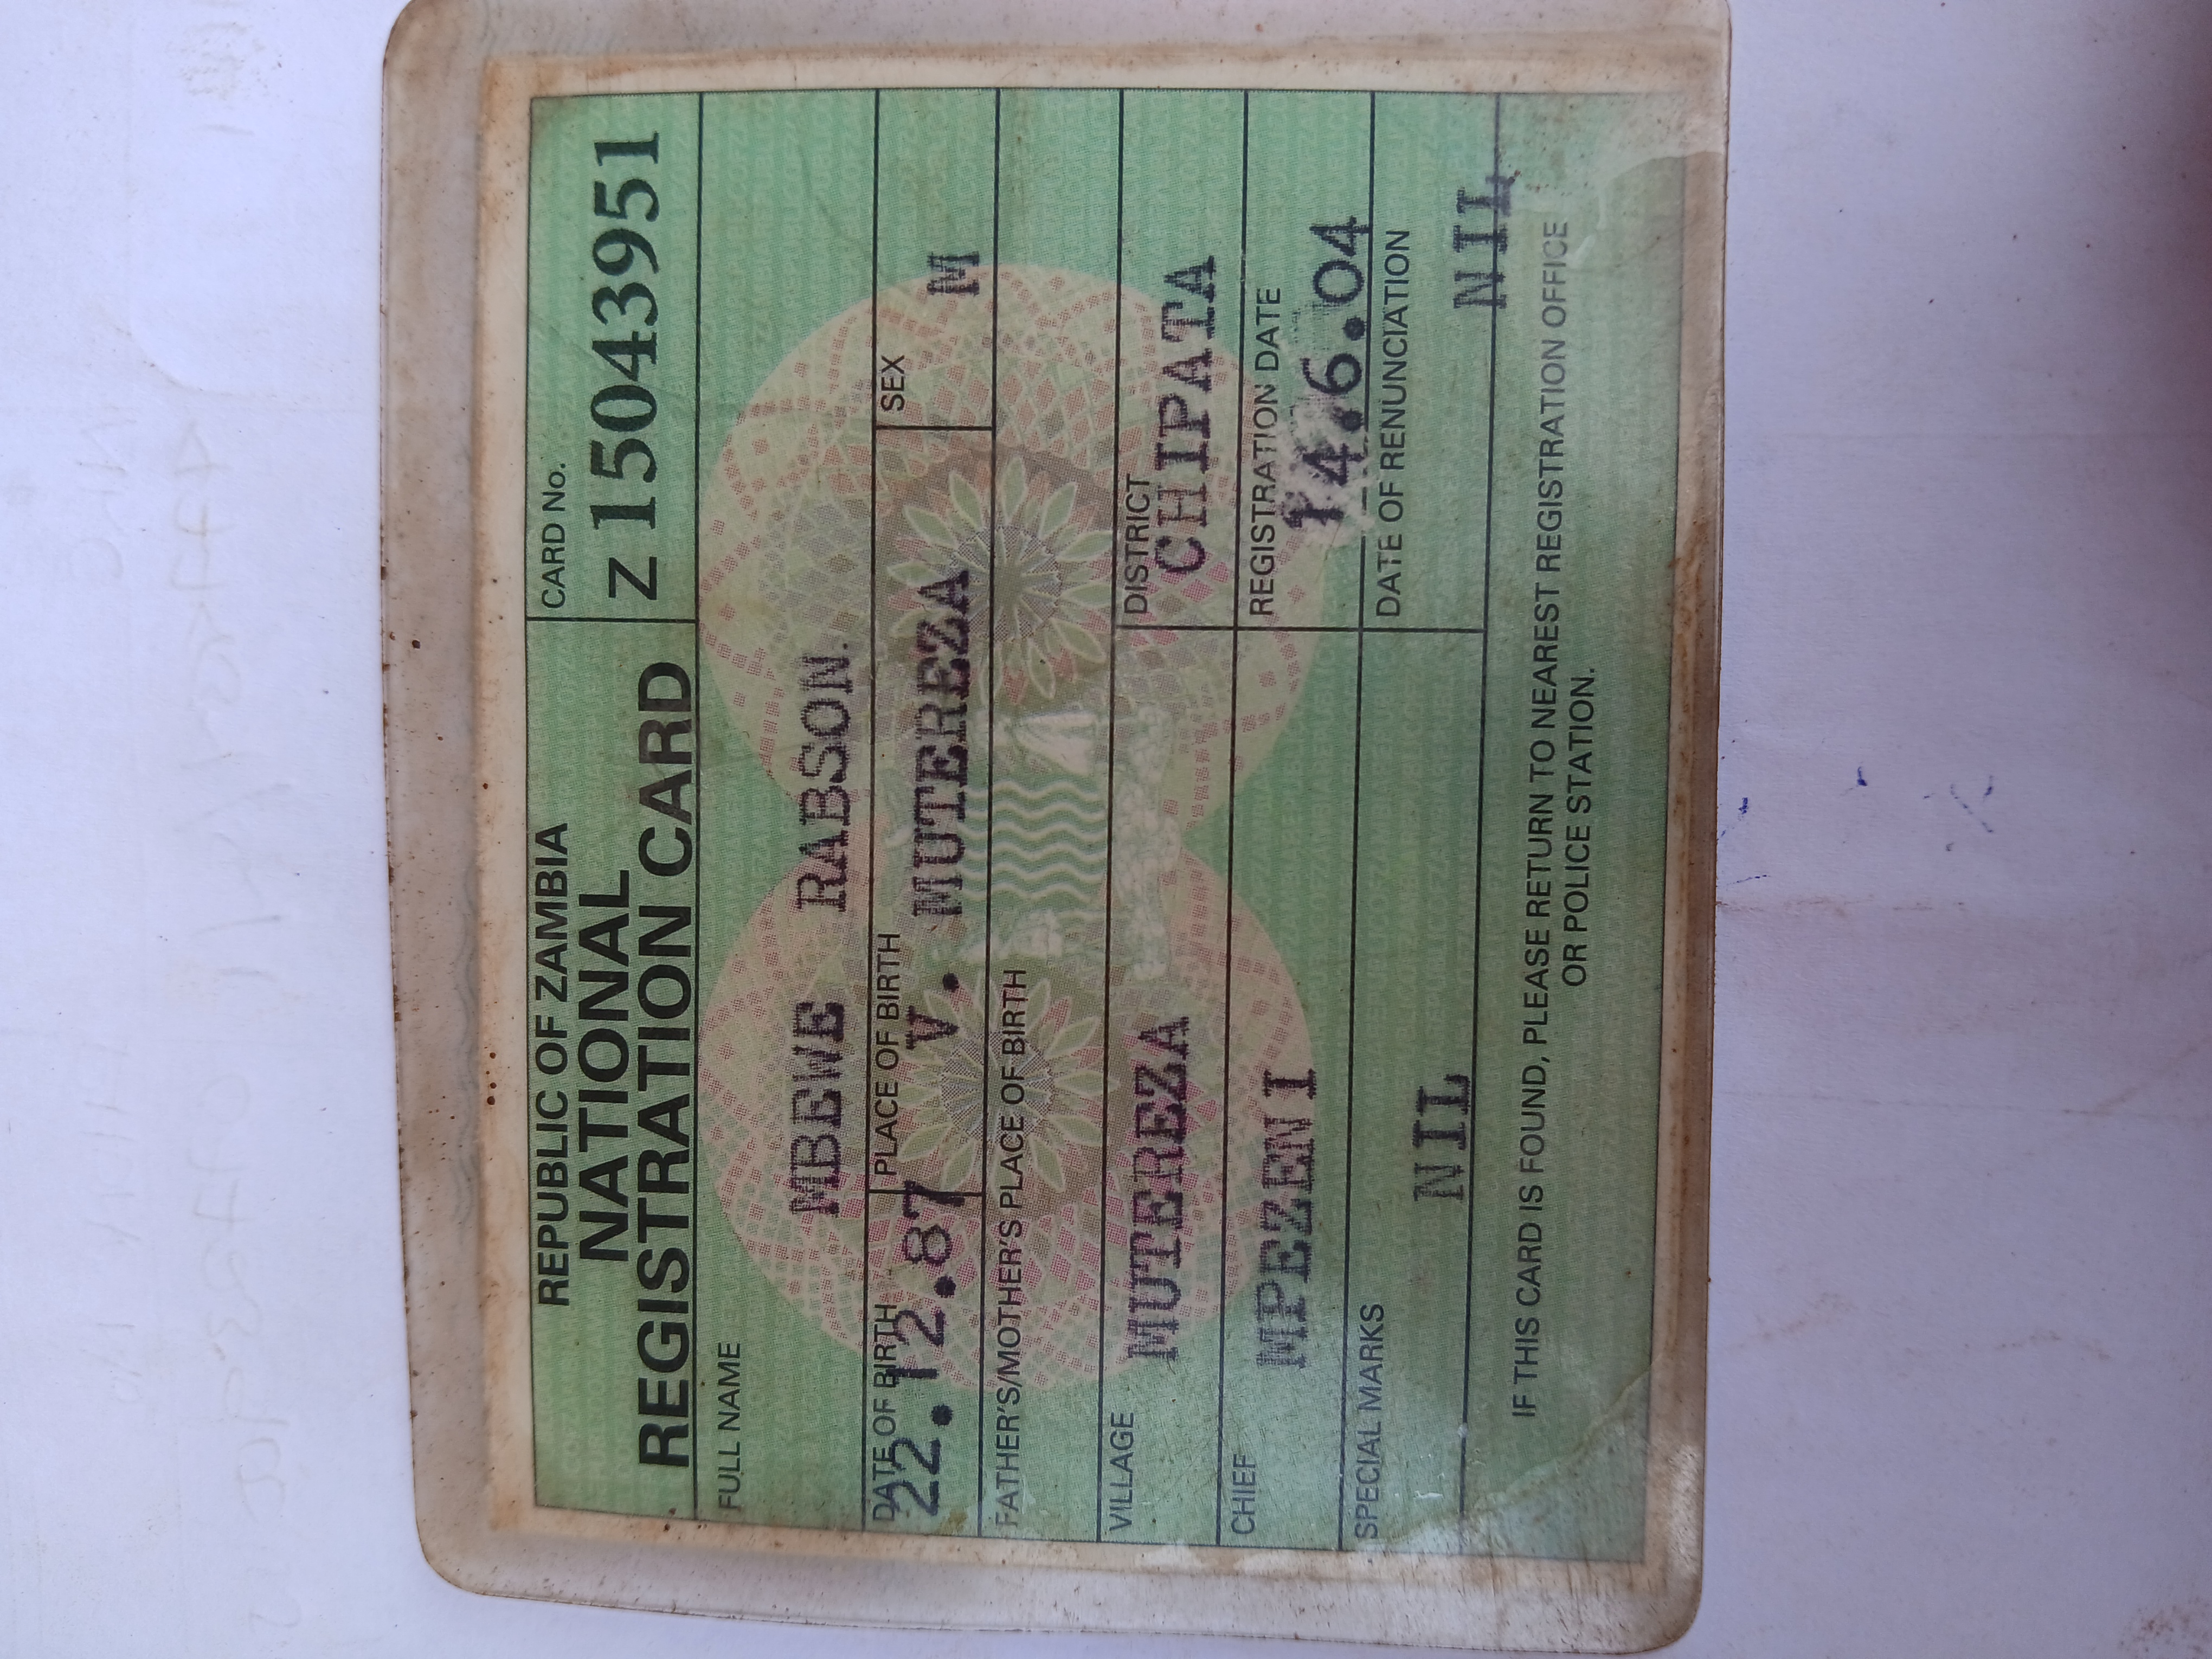 REPUBLIC OF ZAMBIA
NATIONAL
REGISTRATION CARD
CARD No.
Z 15043951
FULL NAME
MBEWE RABSON.
DATE OF BIRTH PLACE OF BIRTH SEX
22.12.87 V. MUTEREZA M
FATHER'S/MOTHER'S PLACE OF BIRTH
VILLAGE DISTRICT
MUTEREZA CHIPATA
CHIEF REGISTRATION DATE
MPEZENI 14.6.04
SPECIAL MARKS DATE OF RENUNCIATION
NIL NIL
IF THIS CARD IS FOUND, PLEASE RETURN TO NEAREST REGISTRATION OFFICE
OR POLICE STATION.